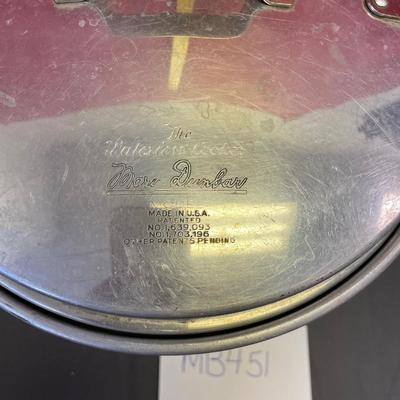 The
Waterless Cooker
Marc Dunbar
MADE IN U.S.A.
PATENTED
NO. 1,639,093
NO. 1,703,196
OTHER PATENTS PENDING
MB451